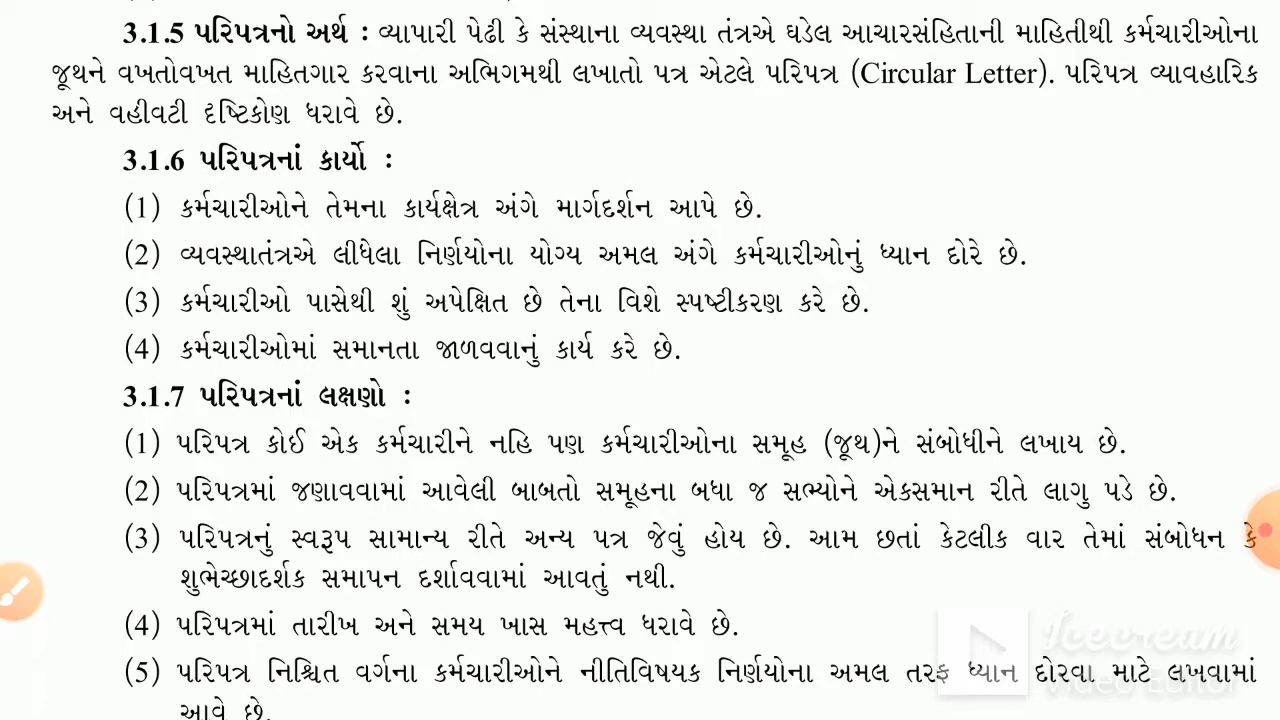 3.1.5 પરિપત્રનો અર્થ : વ્યાપારી પેઢી કે સંસ્થાના વ્યવસ્થા તંત્રએ ઘડેલ આચારસંહિતાની માહિતીથી કર્મચારીઓના
જૂથને વખતોવખત માહિતગાર કરવાના અભિગમથી લખાતો પત્ર એટલે પરિપત્ર (Circular Letter). પરિપત્ર વ્યાવહારિક
અને વહીવટી દૃષ્ટિકોણ ધરાવે છે.
3.1.6 પરિપત્રનાં કાર્યો :
(1) કર્મચારીઓને તેમના કાર્યક્ષેત્ર અંગે માર્ગદર્શન આપે છે.
(2) વ્યવસ્થાતંત્રએ લીધેલા નિર્ણયોના યોગ્ય અમલ અંગે કર્મચારીઓનું ધ્યાન દોરે છે.
(3) કર્મચારીઓ પાસેથી શું અપેક્ષિત છે તેના વિશે સ્પષ્ટીકરણ કરે છે.
(4) કર્મચારીઓમાં સમાનતા જાળવવાનું કાર્ય કરે છે.
3.1.7 પરિપત્રનાં લક્ષણો :
(1) પરિપત્ર કોઈ એક કર્મચારીને નહિ પણ કર્મચારીઓના સમૂહ (જૂથ)ને સંબોધીને લખાય છે.
(2) પરિપત્રમાં જણાવવામાં આવેલી બાબતો સમૂહના બધા જ સભ્યોને એકસમાન રીતે લાગુ પડે છે.
(3) પરિપત્રનું સ્વરૂપ સામાન્ય રીતે અન્ય પત્ર જેવું હોય છે. આમ છતાં કેટલીક વાર તેમાં સંબોધન કે
શુભેચ્છાદર્શક સમાપન દર્શાવવામાં આવતું નથી.
(4) પરિપત્રમાં તારીખ અને સમય ખાસ મહત્ત્વ ધરાવે છે.
(5) પરિપત્ર નિશ્ચિત વર્ગના કર્મચારીઓને નીતિવિષયક નિર્ણયોના અમલ તરફ ધ્યાન દોરવા માટે લખવામાં
આવે છે.
Icecream
Video Editor